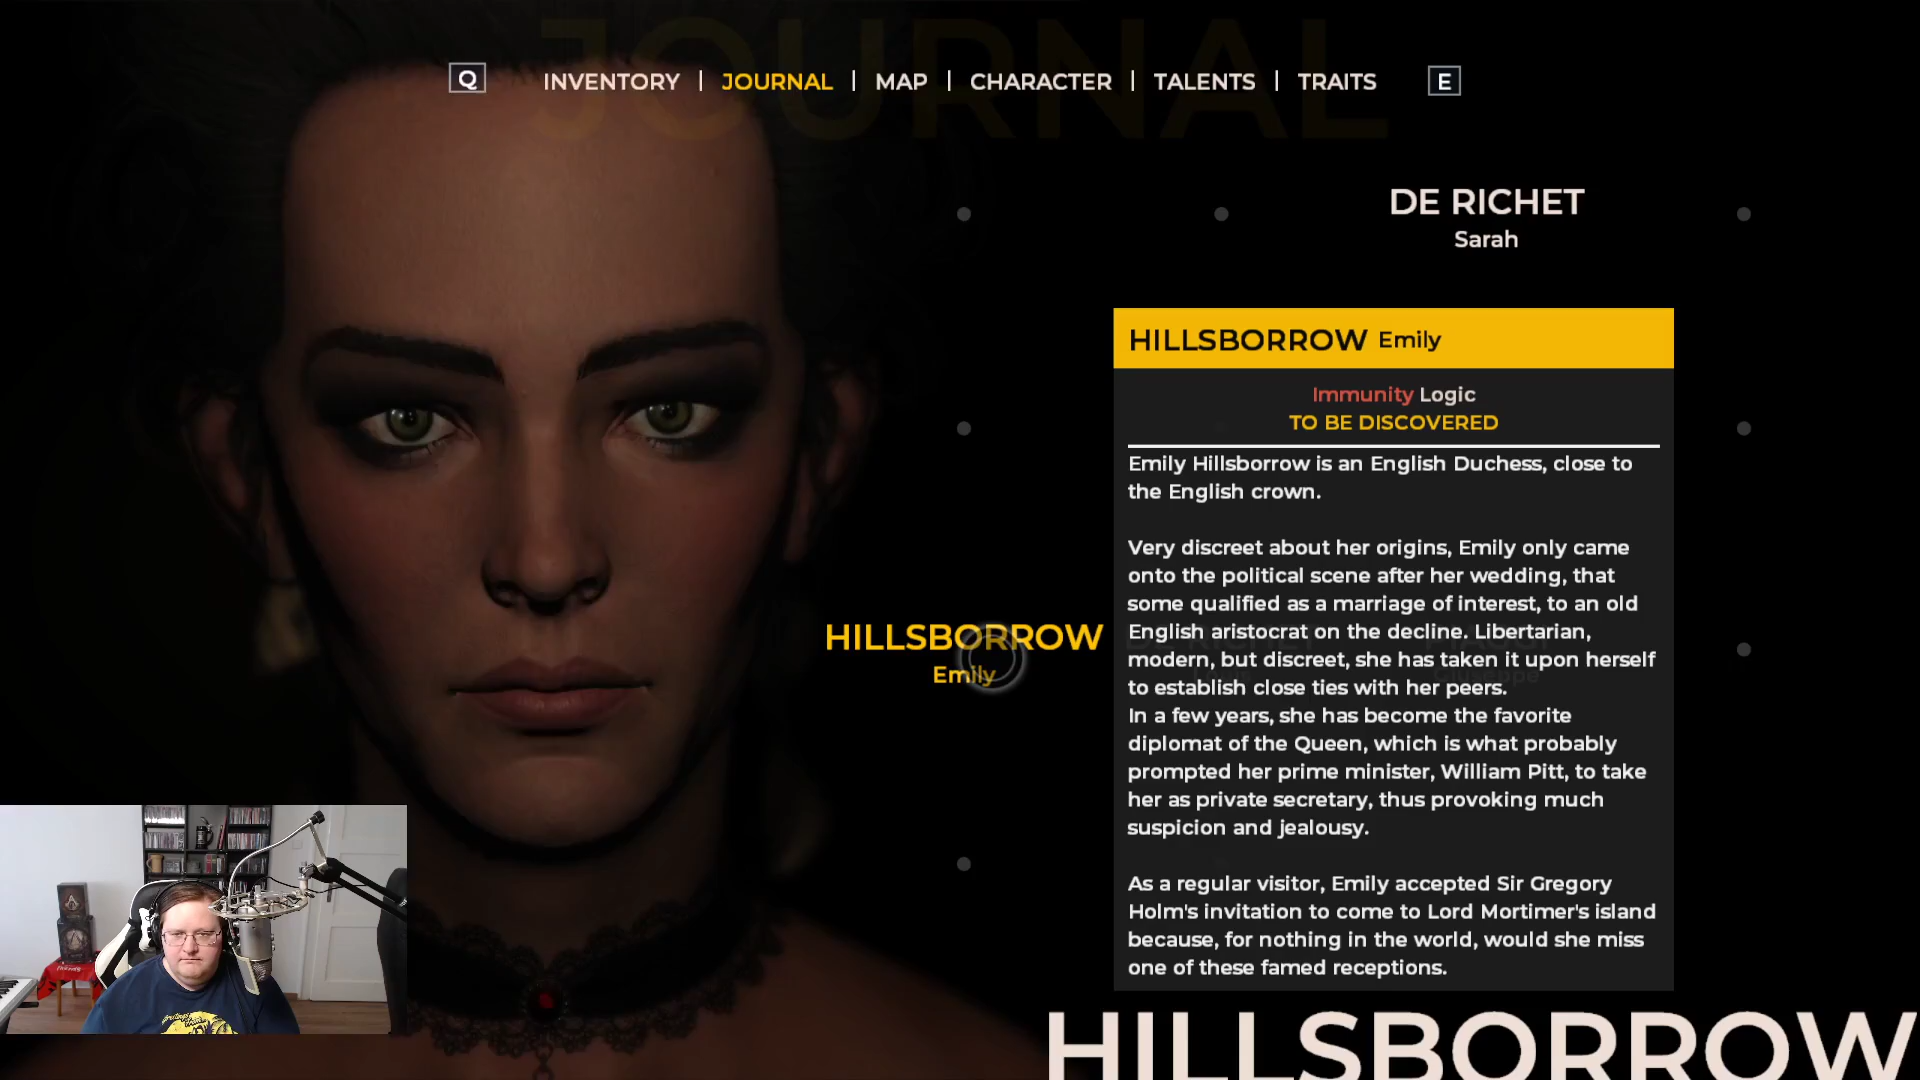 JOURNAL
Q INVENTORY | JOURNAL | MAP | CHARACTER | TALENTS | TRAITS E
DE RICHET
Sarah
HILLSBORROW Emily
Immunity Logic
TO BE DISCOVERED
Emily Hillsborrow is an English Duchess, close to
the English crown.
Very discreet about her origins, Emily only came
onto the political scene after her wedding, that
some qualified as a marriage of interest, to an old
English aristocrat on the decline. Libertarian,
modern, but discreet, she has taken it upon herself
to establish close ties with her peers.
In a few years, she has become the favorite
diplomat of the Queen, which is what probably
prompted her prime minister, William Pitt, to take
her as private secretary, thus provoking much
suspicion and jealousy.
As a regular visitor, Emily accepted Sir Gregory
Holm's invitation to come to Lord Mortimer's island
because, for nothing in the world, would she miss
one of these famed receptions.
HILLSBORROW
Emily
DE RICHET
Giuseppe
HILLSBORROW